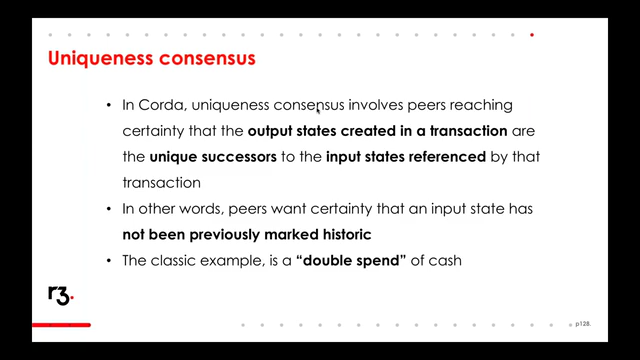 Uniqueness consensus
• In Corda, uniqueness consensus involves peers reaching
certainty that the output states created in a transaction are
the unique successors to the input states referenced by that
transaction
• In other words, peers want certainty that an input state has
not been previously marked historic
• The classic example, is a “double spend” of cash
r3.
p128.